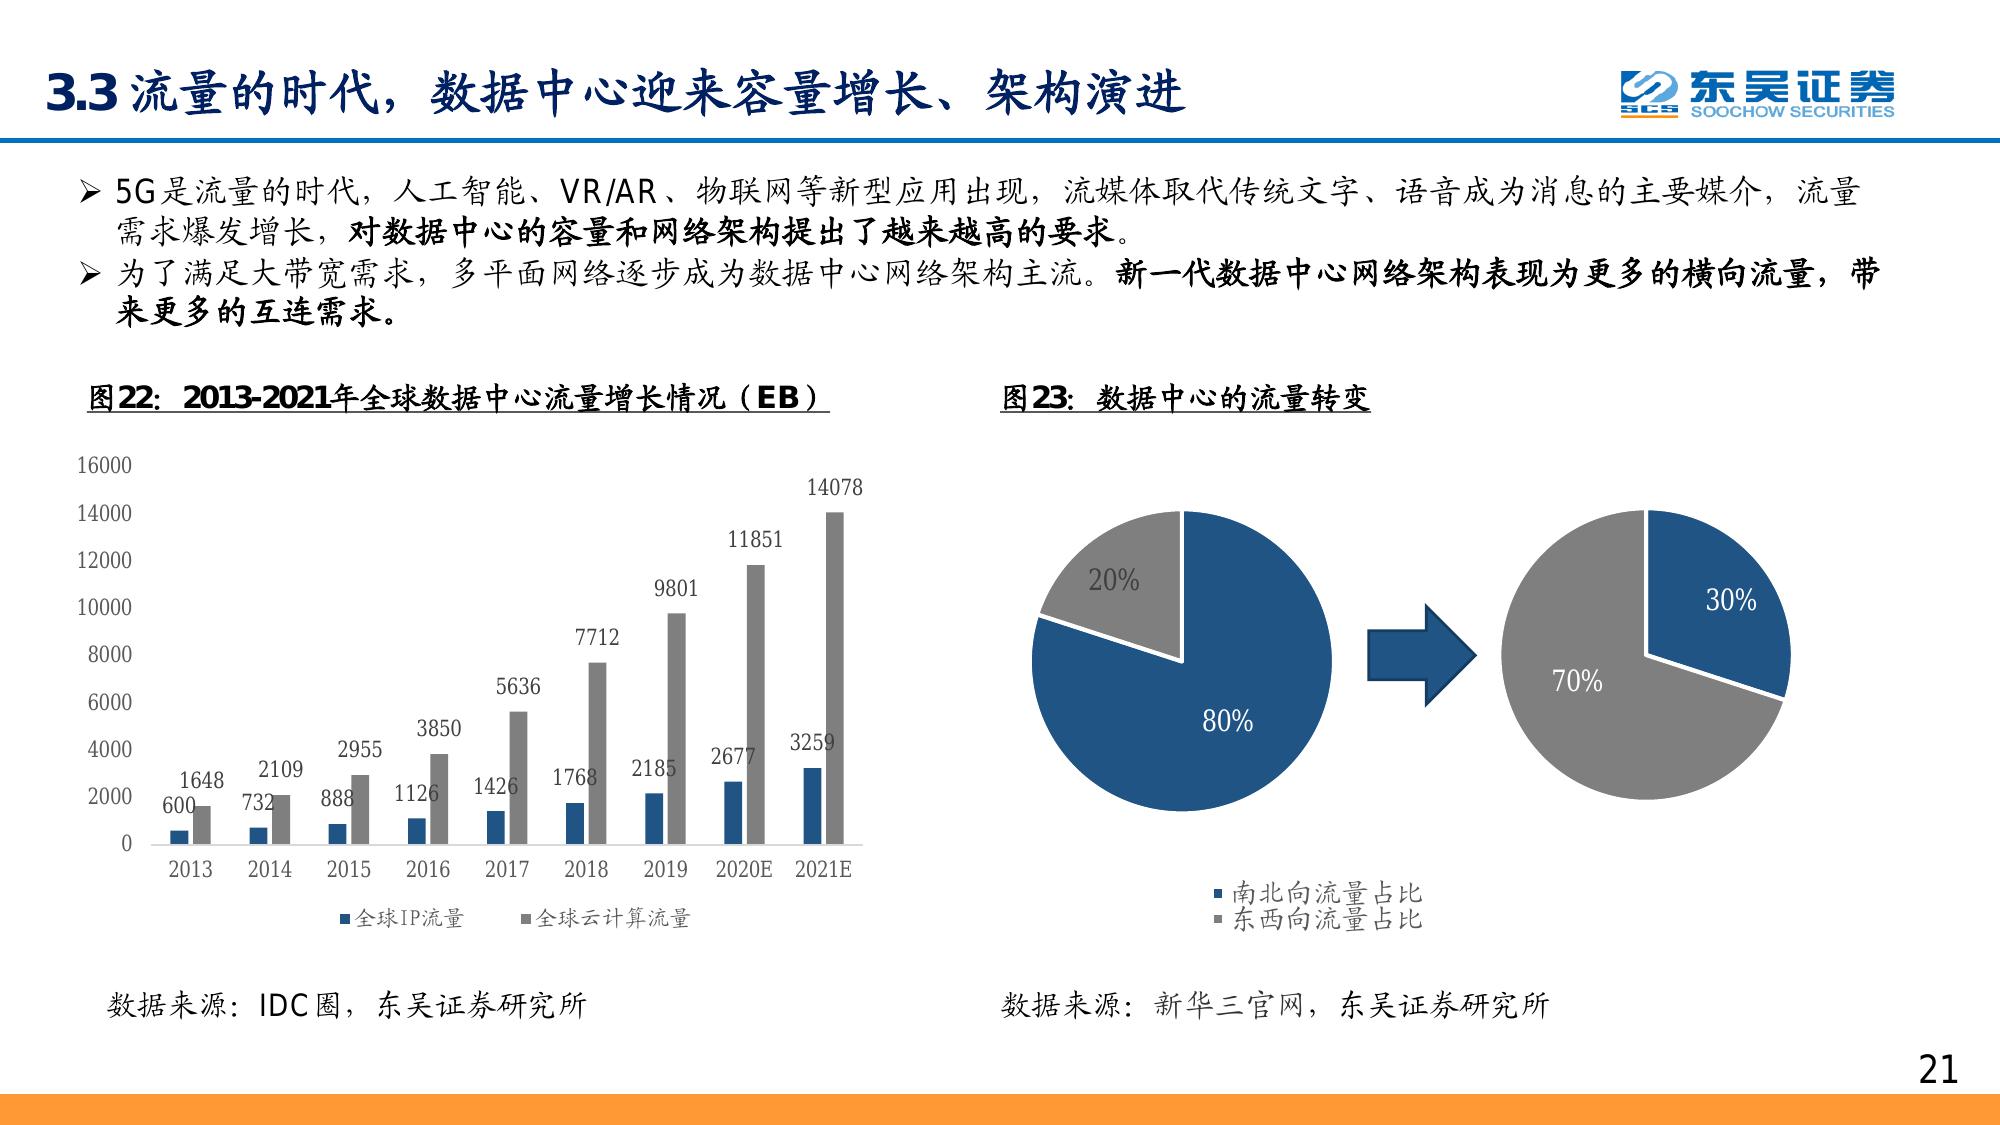 3.3流量的时代，数据中心迎来容量增长、架构演进
东吴证券
SCS
SOOCHOW SECURITIES
5G是流量的时代，人工智能、VR/AR、物联网等新型应用出现，流媒体取代传统文字、语音成为消息的主要媒介，流量
需求爆发增长，对数据中心的容量和网络架构提出了越来越高的要求。
为了满足大带宽需求，多平面网络逐步成为数据中心网络架构主流。新一代数据中心网络架构表现为更多的横向流量，带
来更多的互连需求。
图22：2013-2021年全球数据中心流量增长情况（EB）
16000
14000
12000
10000
8000
6000
4000
2000
0
600
1648
732
2109
888
2955
1126
3850
1426
5636
1768
7712
2185
9801
2677
11851
3259
14078
2013 2014 2015 2016 2017 2018 2019 2020E 2021E
全球IP流量 全球云计算流量
数据来源：IDC圈，东吴证券研究所
图23：数据中心的流量转变
20%
80%
30%
70%
南北向流量占比
东西向流量占比
数据来源：新华三官网，东吴证券研究所
21